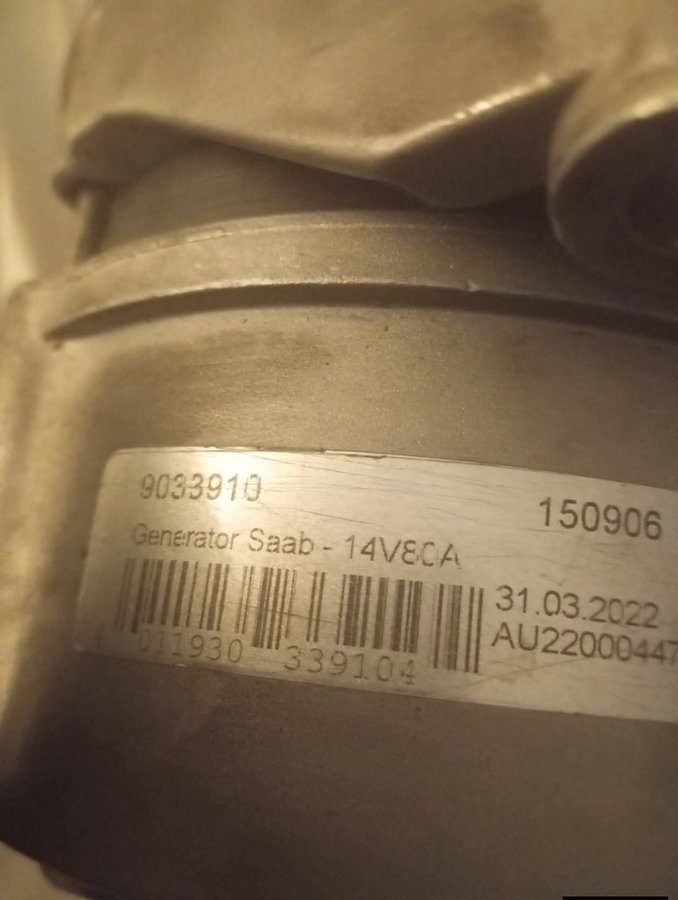 9033910
150906
Generator Saab - 14V80A
31.03.2022
AU22000447
011930 339104